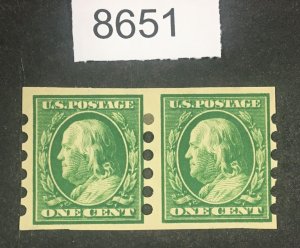 8651
U.S. POSTAGE U.S. POSTAGE
ONE CENT ONE CENT